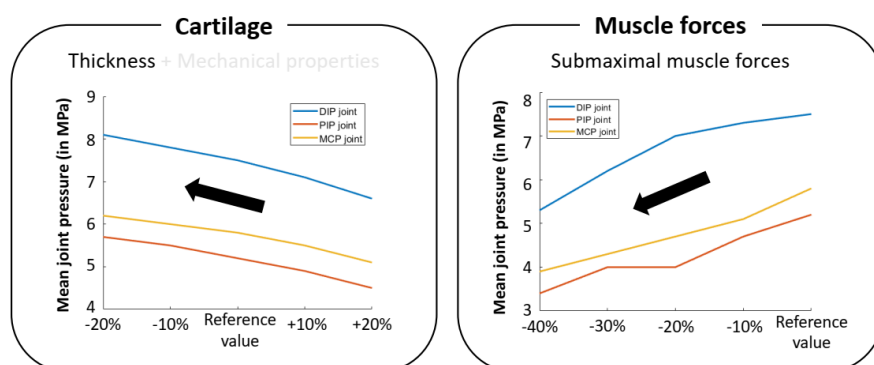 Cartilage
Thickness + Mechanical properties
Mean joint pressure (in MPa)
9
8
7
6
5
4
DIP joint
PIP joint
MCP joint
-20%
-10%
Reference
value
+10%
+20%
Muscle forces
Submaximal muscle forces
Mean joint pressure (in MPa)
8
7
6
5
4
3
DIP joint
PIP joint
MCP joint
-40%
-30%
-20%
-10%
Reference
value